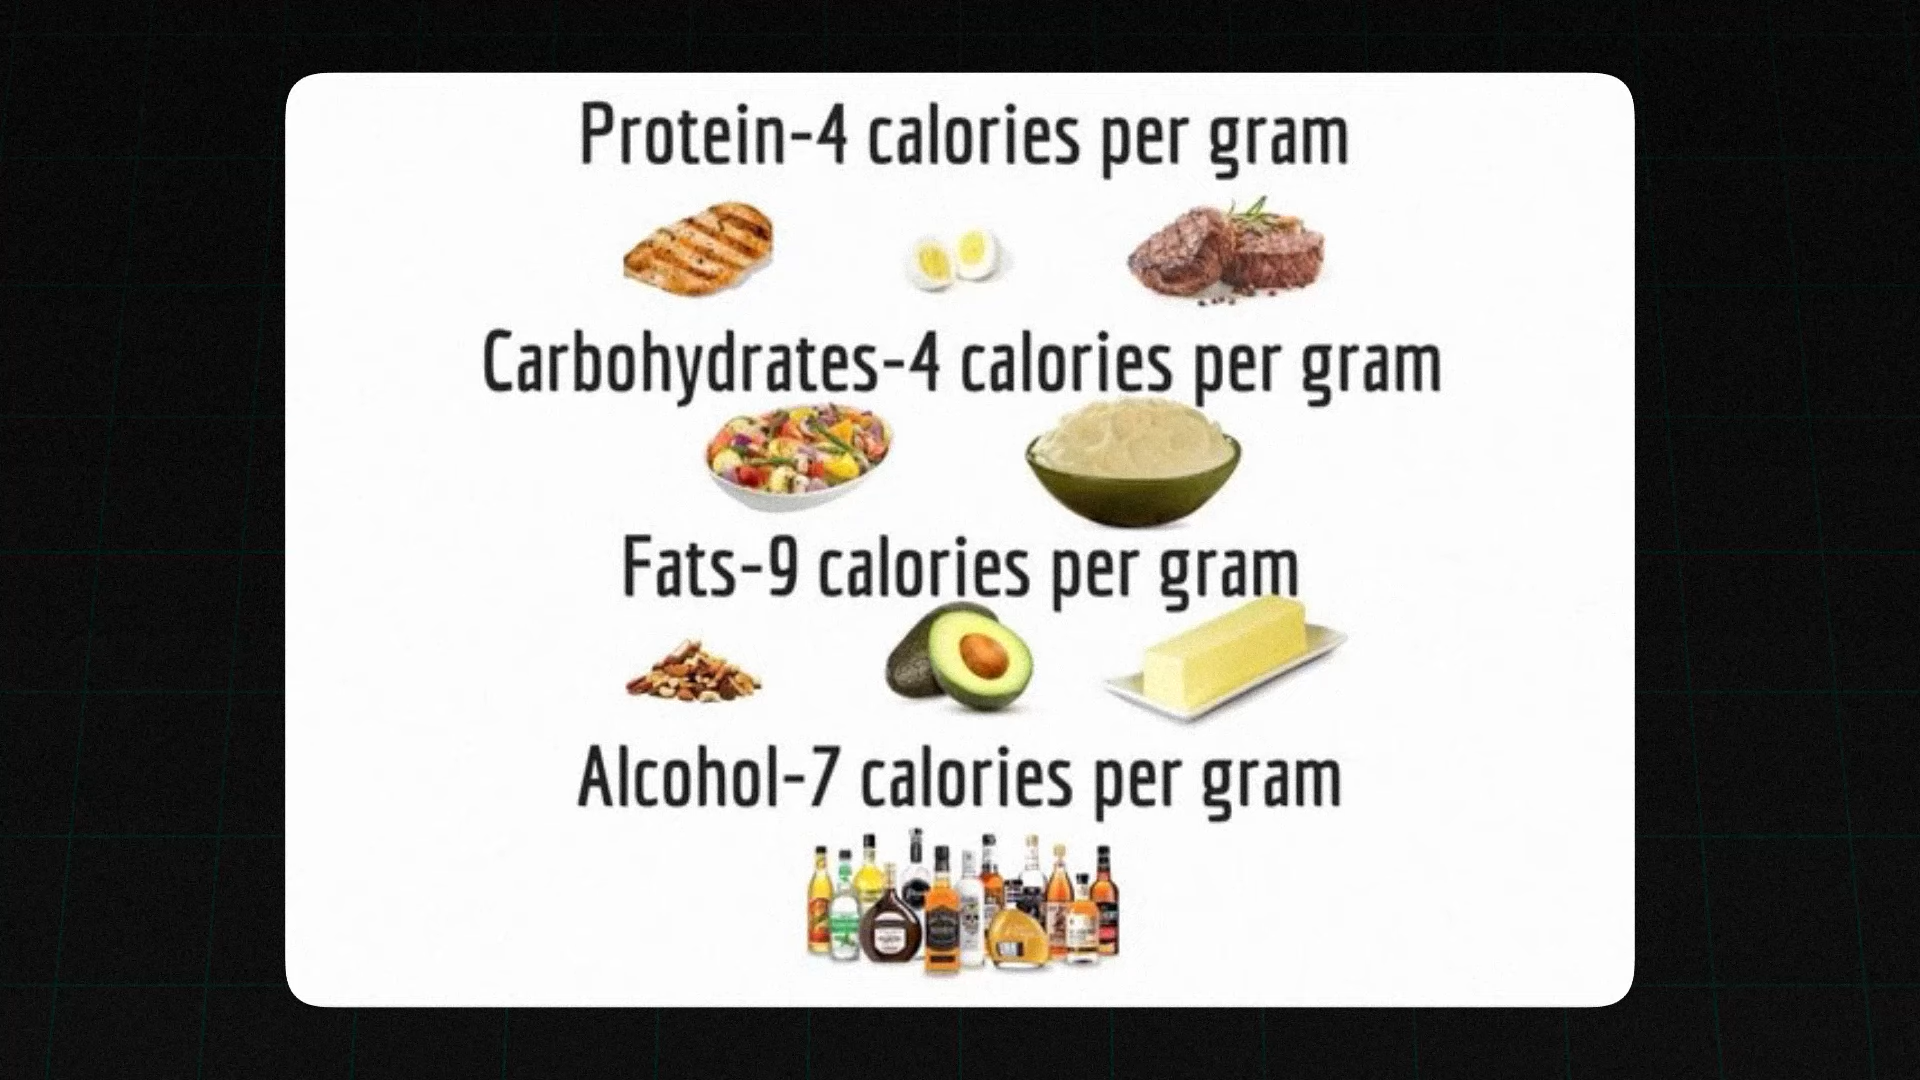 Protein-4 calories per gram
Carbohydrates-4 calories per gram
Fats-9 calories per gram
Alcohol-7 calories per gram